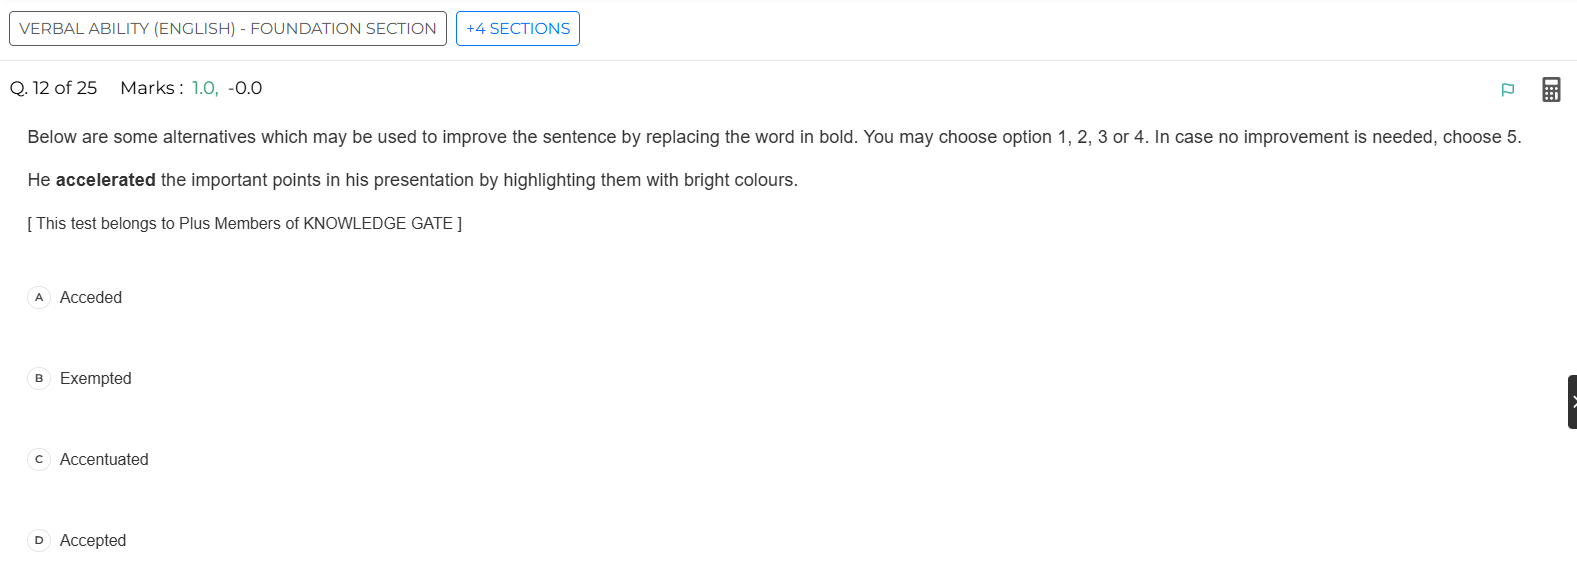 VERBAL ABILITY (ENGLISH) - FOUNDATION SECTION +4 SECTIONS
Q. 12 of 25 Marks : 1.0, -0.0
Below are some alternatives which may be used to improve the sentence by replacing the word in bold. You may choose option 1, 2, 3 or 4. In case no improvement is needed, choose 5.
He accelerated the important points in his presentation by highlighting them with bright colours.
[ This test belongs to Plus Members of KNOWLEDGE GATE ]
A Acceded
B Exempted
C Accentuated
D Accepted